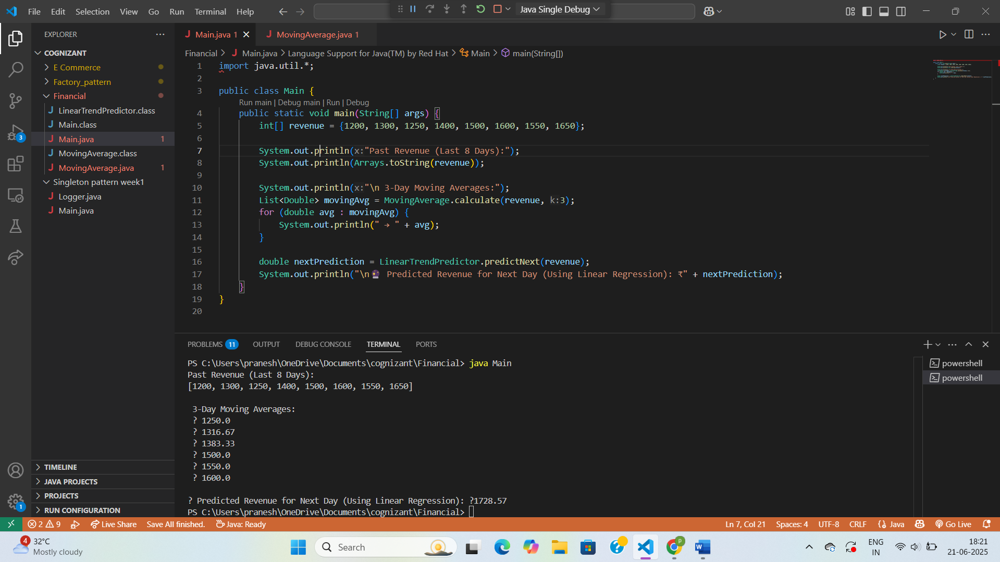 File Edit Selection View Go Run Terminal Help
Java Single Debug
EXPLORER
COGNIZANT
E Commerce
Factory_pattern
Financial
LinearTrendPredictor.class
Main.class
Main.java 1
MovingAverage.class
MovingAverage.java 1
Singleton pattern week1
Logger.java
Main.java
TIMELINE
JAVA PROJECTS
PROJECTS
RUN CONFIGURATION
3
1
Main.java 1
MovingAverage.java 1
Financial > Main.java > Language Support for Java(TM) by Red Hat > Main > main(String[])
1 import java.util.*;
2
3 public class Main {
Run main | Debug main | Run | Debug
4 public static void main(String[] args) {
5 int[] revenue = {1200, 1300, 1250, 1400, 1500, 1600, 1550, 1650};
6
7 System.out.println(x:"Past Revenue (Last 8 Days):");
8 System.out.println(Arrays.toString(revenue));
9
10 System.out.println(x:"\n 3-Day Moving Averages:");
11 List<Double> movingAvg = MovingAverage.calculate(revenue, k:3);
12 for (double avg : movingAvg) {
13 System.out.println(" → " + avg);
14 }
15
16 double nextPrediction = LinearTrendPredictor.predictNext(revenue);
17 System.out.println("\n🔮 Predicted Revenue for Next Day (Using Linear Regression): ₹" + nextPrediction);
18 }
19 }
20
PROBLEMS 11 OUTPUT DEBUG CONSOLE TERMINAL PORTS
PS C:\Users\pranesh\OneDrive\Documents\cognizant\Financial> java Main
Past Revenue (Last 8 Days):
[1200, 1300, 1250, 1400, 1500, 1600, 1550, 1650]
3-Day Moving Averages:
? 1250.0
? 1316.67
? 1383.33
? 1500.0
? 1550.0
? 1600.0
? Predicted Revenue for Next Day (Using Linear Regression): ?1728.57
PS C:\Users\pranesh\OneDrive\Documents\cognizant\Financial>
powershell
powershell
2 9 Live Share Save All finished. Java: Ready
Ln 7, Col 21 Spaces: 4 UTF-8 CRLF {} Java Go Live
4
32°C
Mostly cloudy
Search
P
ENG
IN
18:21
21-06-2025